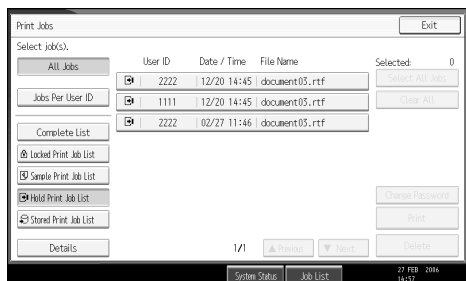 Print Jobs
Exit
Select job(s).
All Jobs
User ID Date / Time File Name
Selected: 0
2222 12/20 14:45 document03.rtf
Select All Jobs
Jobs Per User ID
1111 12/20 14:45 document03.rtf
Clear All
2222 02/27 11:46 document03.rtf
Complete List
Locked Print Job List
Sample Print Job List
Hold Print Job List
Change Password
Stored Print Job List
Print
Details
1/1
Previous
Next
Delete
System Status
Job List
27 FEB 2006
14:57